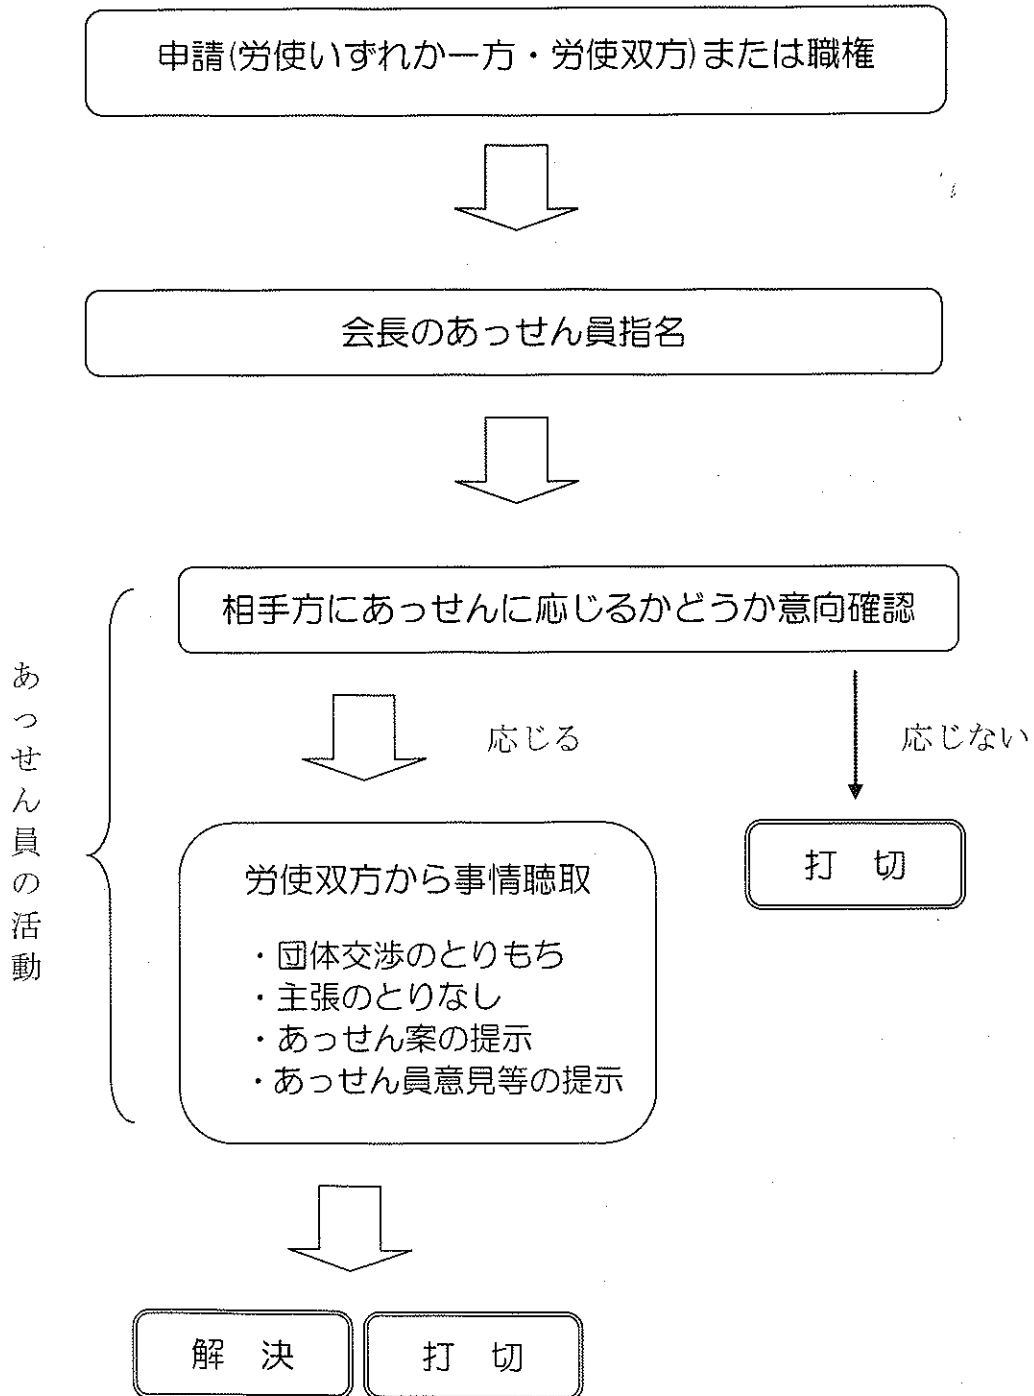 申請(労使いずれか一方・労使双方)または職権
会長のあっせん員指名
相手方にあっせんに応じるかどうか意向確認
あっせん員の活動
応じる
応じない
打　切
労使双方から事情聴取
・団体交渉のとりもち
・主張のとりなし
・あっせん案の提示
・あっせん員意見等の提示
解　決
打　切